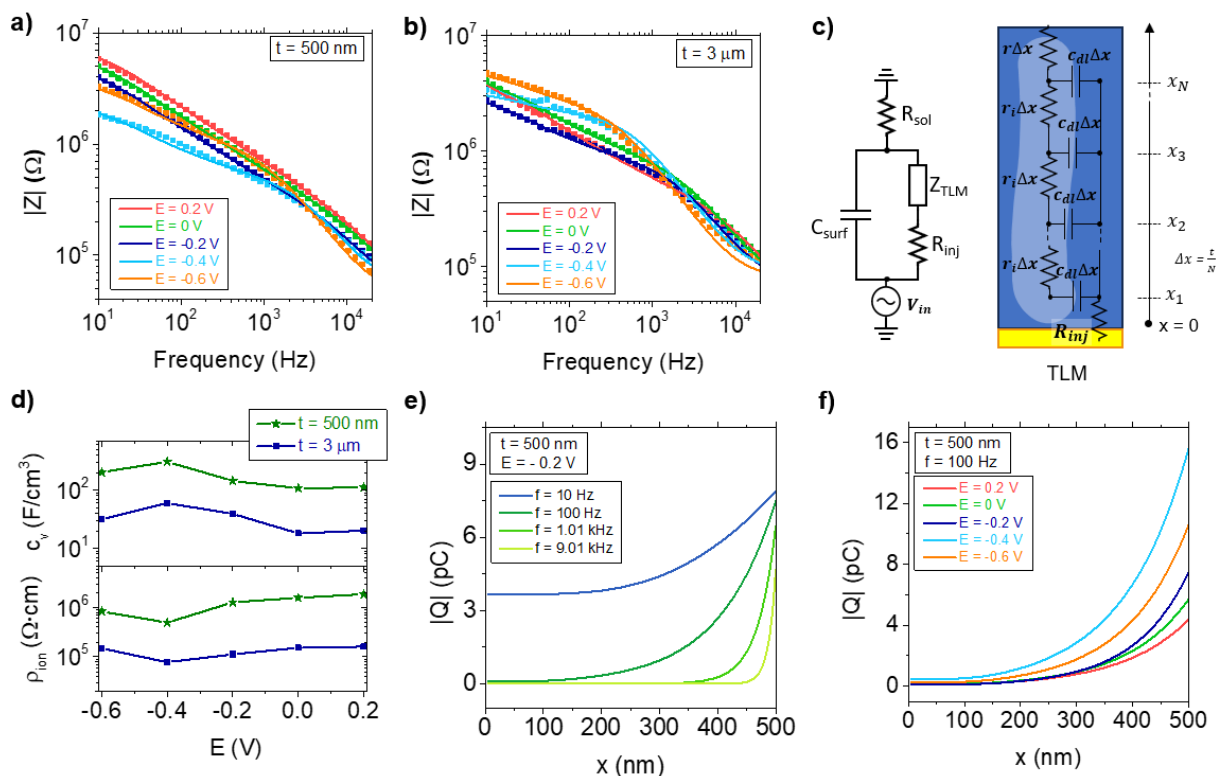 a)
t = 500 nm
|Z| (Ω)
10^7
10^6
10^5
E = 0.2 V
E = 0 V
E = -0.2 V
E = -0.4 V
E = -0.6 V
10^1 10^2 10^3 10^4
Frequency (Hz)
b)
t = 3 μm
|Z| (Ω)
10^7
10^6
10^5
E = 0.2 V
E = 0 V
E = -0.2 V
E = -0.4 V
E = -0.6 V
10^1 10^2 10^3 10^4
Frequency (Hz)
c)
R_sol
Z_TLM
C_surf
R_inj
V_in
rΔx
c_dlΔx
x_N
r_iΔx
c_dlΔx
x_3
r_iΔx
c_dlΔx
x_2
r_iΔx
c_dlΔx
Δx = t/N
x_1
R_inj
x = 0
TLM
d)
t = 500 nm
t = 3 μm
c_v (F/cm^3)
10^2
10^1
ρ_ion (Ω·cm)
10^6
10^5
-0.6 -0.4 -0.2 0.0 0.2
E (V)
e)
t = 500 nm
E = - 0.2 V
f = 10 Hz
f = 100 Hz
f = 1.01 kHz
f = 9.01 kHz
|Q| (pC)
9
6
3
0
0 100 200 300 400 500
x (nm)
f)
t = 500 nm
f = 100 Hz
E = 0.2 V
E = 0 V
E = -0.2 V
E = -0.4 V
E = -0.6 V
|Q| (pC)
16
12
8
4
0
0 100 200 300 400 500
x (nm)